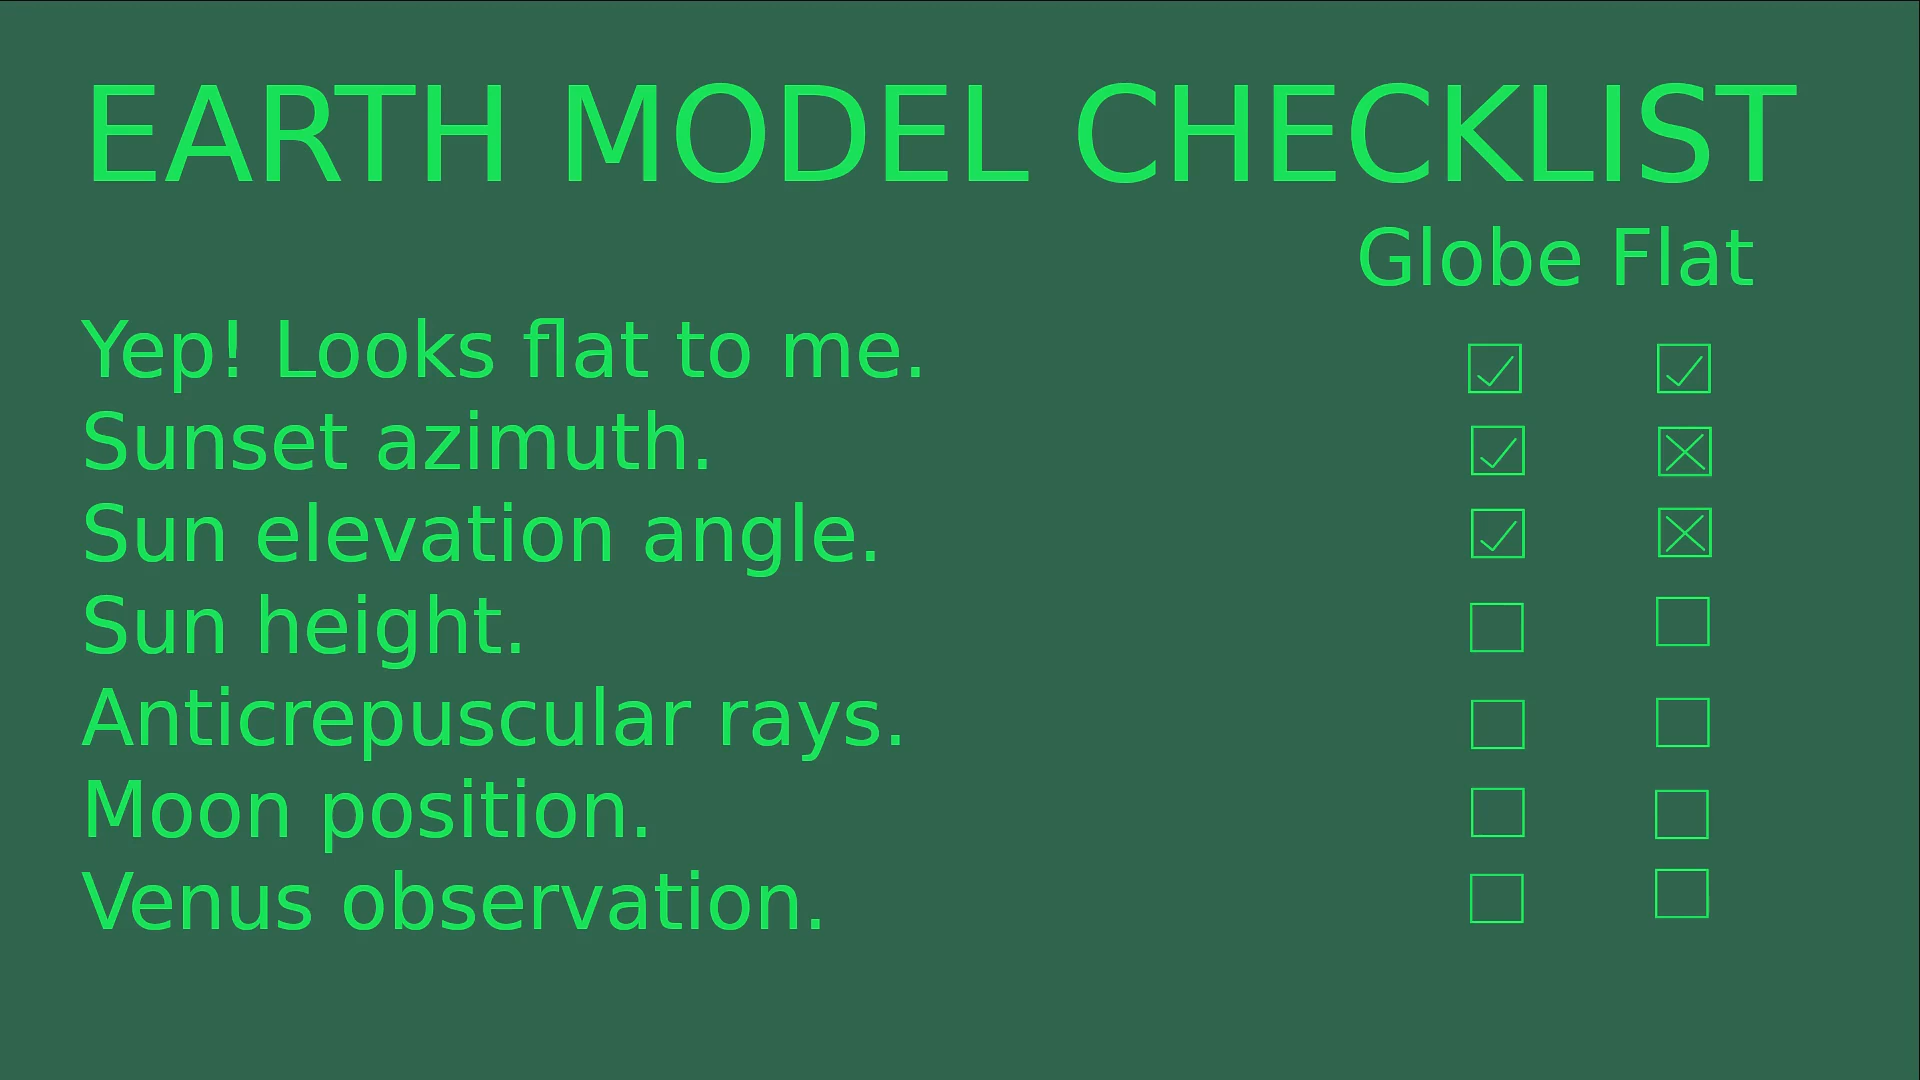 EARTH MODEL CHECKLIST
Globe Flat
Yep! Looks flat to me.
Sunset azimuth.
Sun elevation angle.
Sun height.
Anticrepuscular rays.
Moon position.
Venus observation.